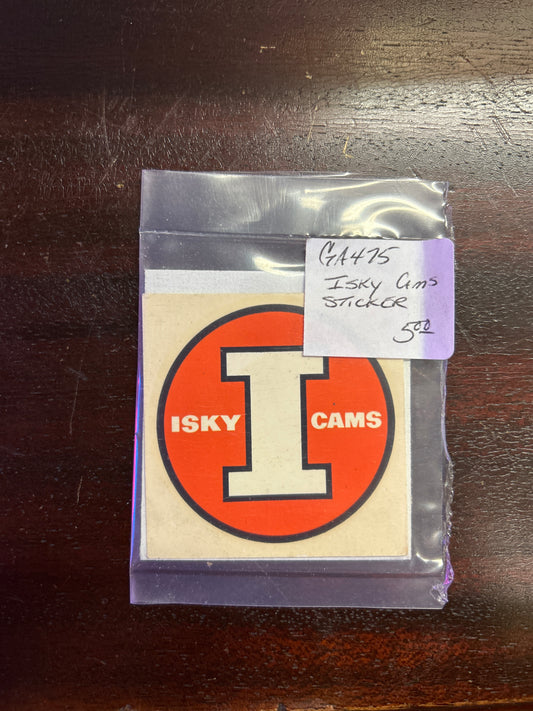 GA475
Isky Cams
STICKER
5.00
I
ISKY CAMS